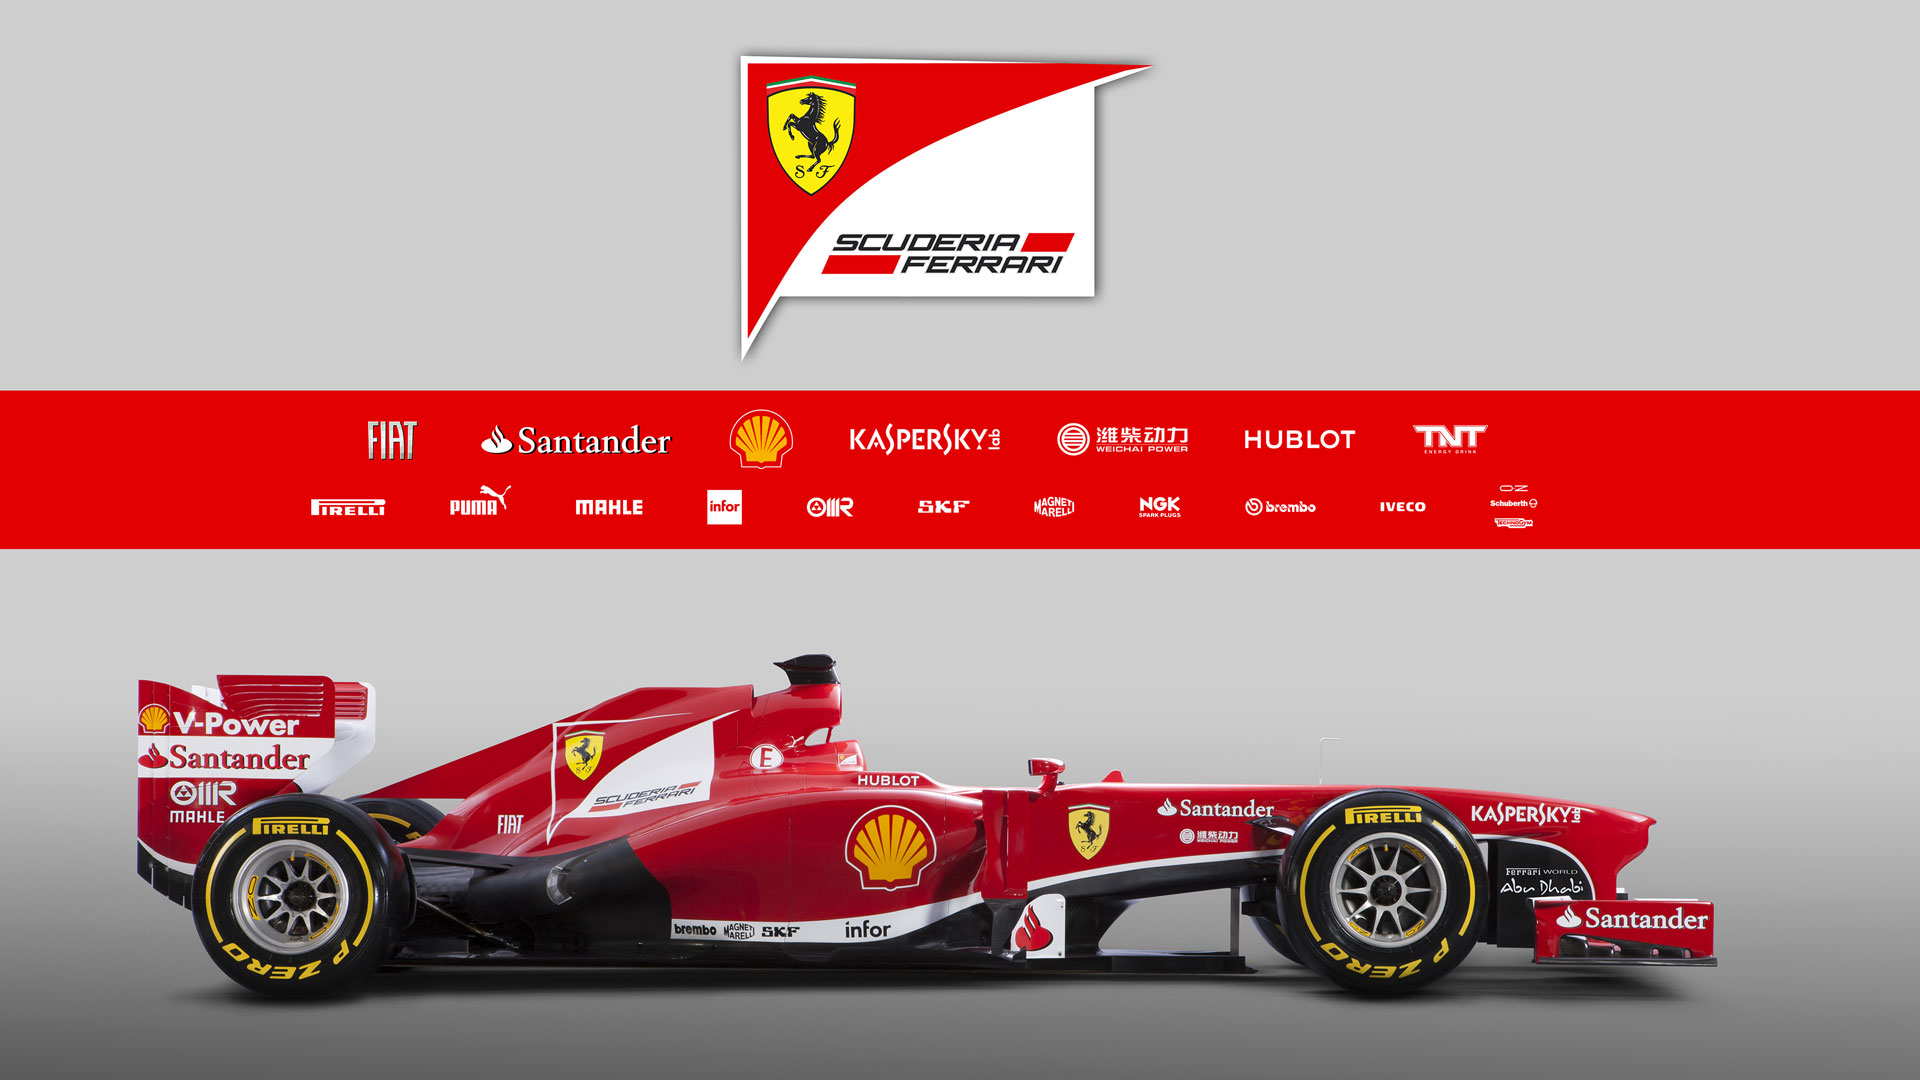 S F
SCUDERIA
FERRARI
FIAT Santander KASPERSKY lab 潍柴动力 WEICHAI POWER HUBLOT TNT ENERGY DRINK
PIRELLI PUMA MAHLE infor OMR SKF MAGNETI MARELLI NGK SPARK PLUGS brembo IVECO OZ Schuberth TECHNOGYM
V-Power
Santander
OMR
MAHLE
PIRELLI
P ZERO
FIAT
SCUDERIA
FERRARI
E
HUBLOT
brembo MAGNETI MARELLI SKF infor
Santander
潍柴动力
WEICHAI POWER
PIRELLI
P ZERO
KASPERSKY lab
Ferrari WORLD
Abu Dhabi
Santander